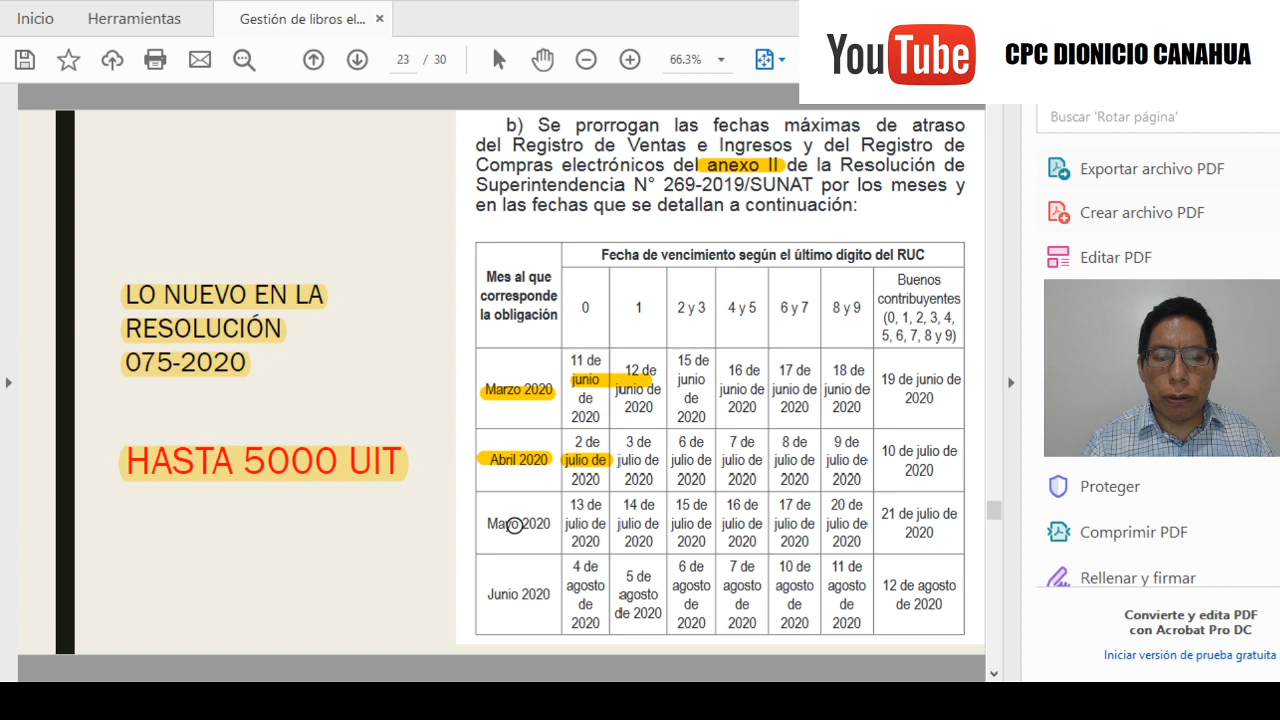 Inicio
Herramientas
Gestión de libros el... ×
23 / 30
66.3%
YouTube
CPC DIONICIO CANAHUA
LO NUEVO EN LA
RESOLUCIÓN
075-2020
HASTA 5000 UIT
b) Se prorrogan las fechas máximas de atraso
del Registro de Ventas e Ingresos y del Registro de
Compras electrónicos del anexo II de la Resolución de
Superintendencia N° 269-2019/SUNAT por los meses y
en las fechas que se detallan a continuación:
Mes al que
corresponde
la obligación
Fecha de vencimiento según el último dígito del RUC
0
1
2 y 3
4 y 5
6 y 7
8 y 9
Buenos
contribuyentes
(0, 1, 2, 3, 4,
5, 6, 7, 8 y 9)
Marzo 2020
11 de
junio
de
2020
12 de
junio de
2020
15 de
junio
de
2020
16 de
junio de
2020
17 de
junio de
2020
18 de
junio de
2020
19 de junio de
2020
Abril 2020
2 de
julio de
2020
3 de
julio de
2020
6 de
julio de
2020
7 de
julio de
2020
8 de
julio de
2020
9 de
julio de
2020
10 de julio de
2020
Mayo 2020
13 de
julio de
2020
14 de
julio de
2020
15 de
julio de
2020
16 de
julio de
2020
17 de
julio de
2020
20 de
julio de
2020
21 de julio de
2020
Junio 2020
4 de
agosto
de
2020
5 de
agosto
de 2020
6 de
agosto
de
2020
7 de
agosto
de
2020
10 de
agosto
de
2020
11 de
agosto
de
2020
12 de agosto
de 2020
Buscar 'Rotar página'
Exportar archivo PDF
Crear archivo PDF
Editar PDF
Proteger
Comprimir PDF
Rellenar y firmar
Convierte y edita PDF
con Acrobat Pro DC
Iniciar versión de prueba gratuita